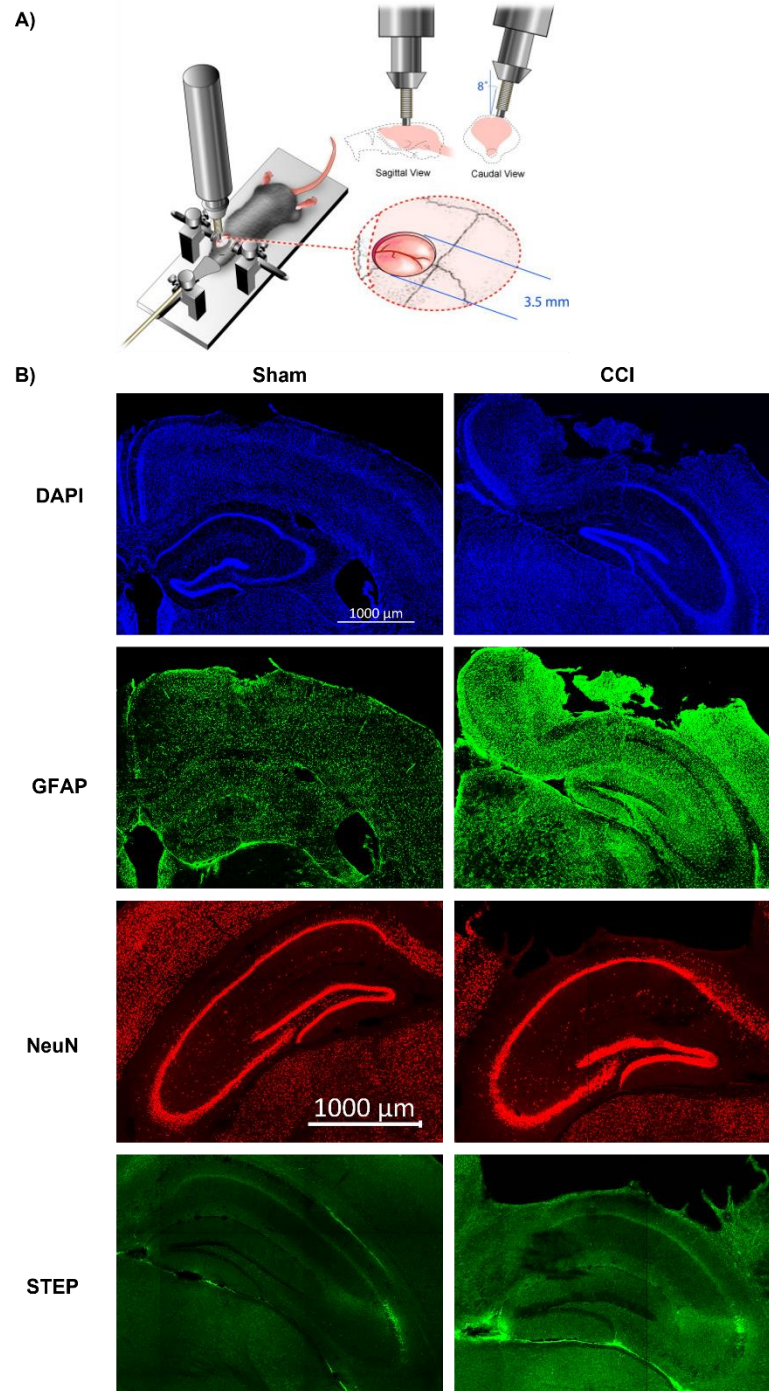 A)
8°
Sagittal View
Caudal View
3.5 mm
B)
Sham
CCI
DAPI
1000 µm
GFAP
NeuN
1000 µm
STEP